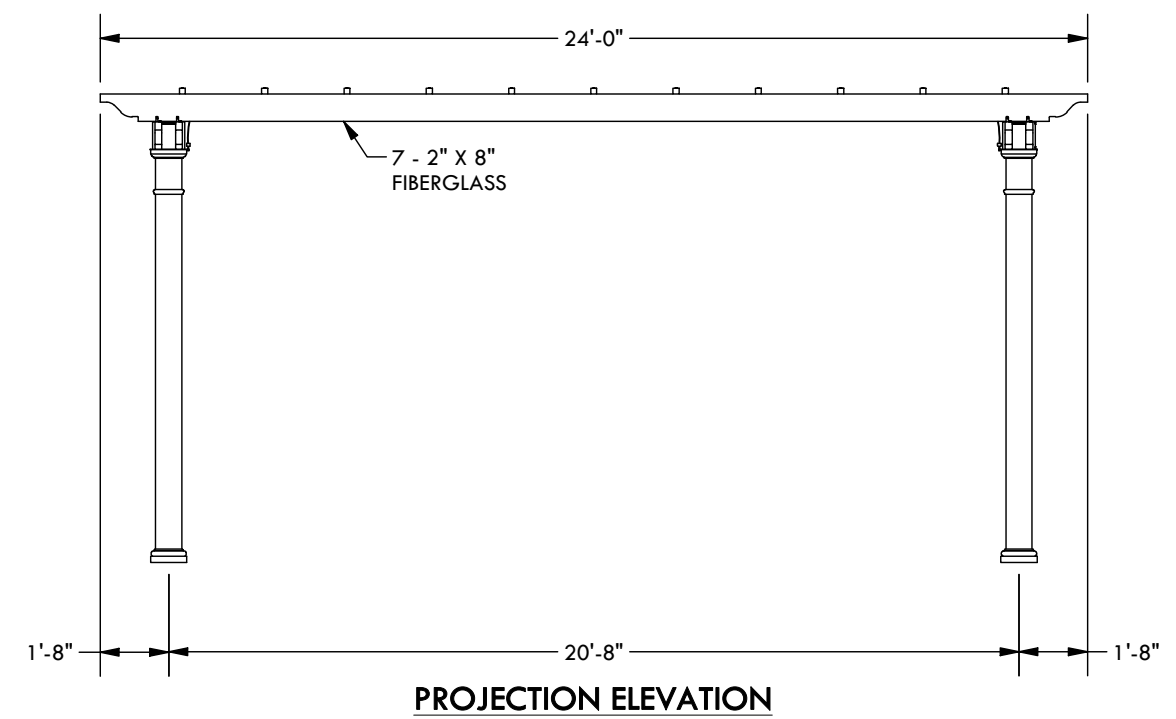 24'-0"
7 - 2" X 8"
FIBERGLASS
1'-8"
20'-8"
1'-8"
PROJECTION ELEVATION